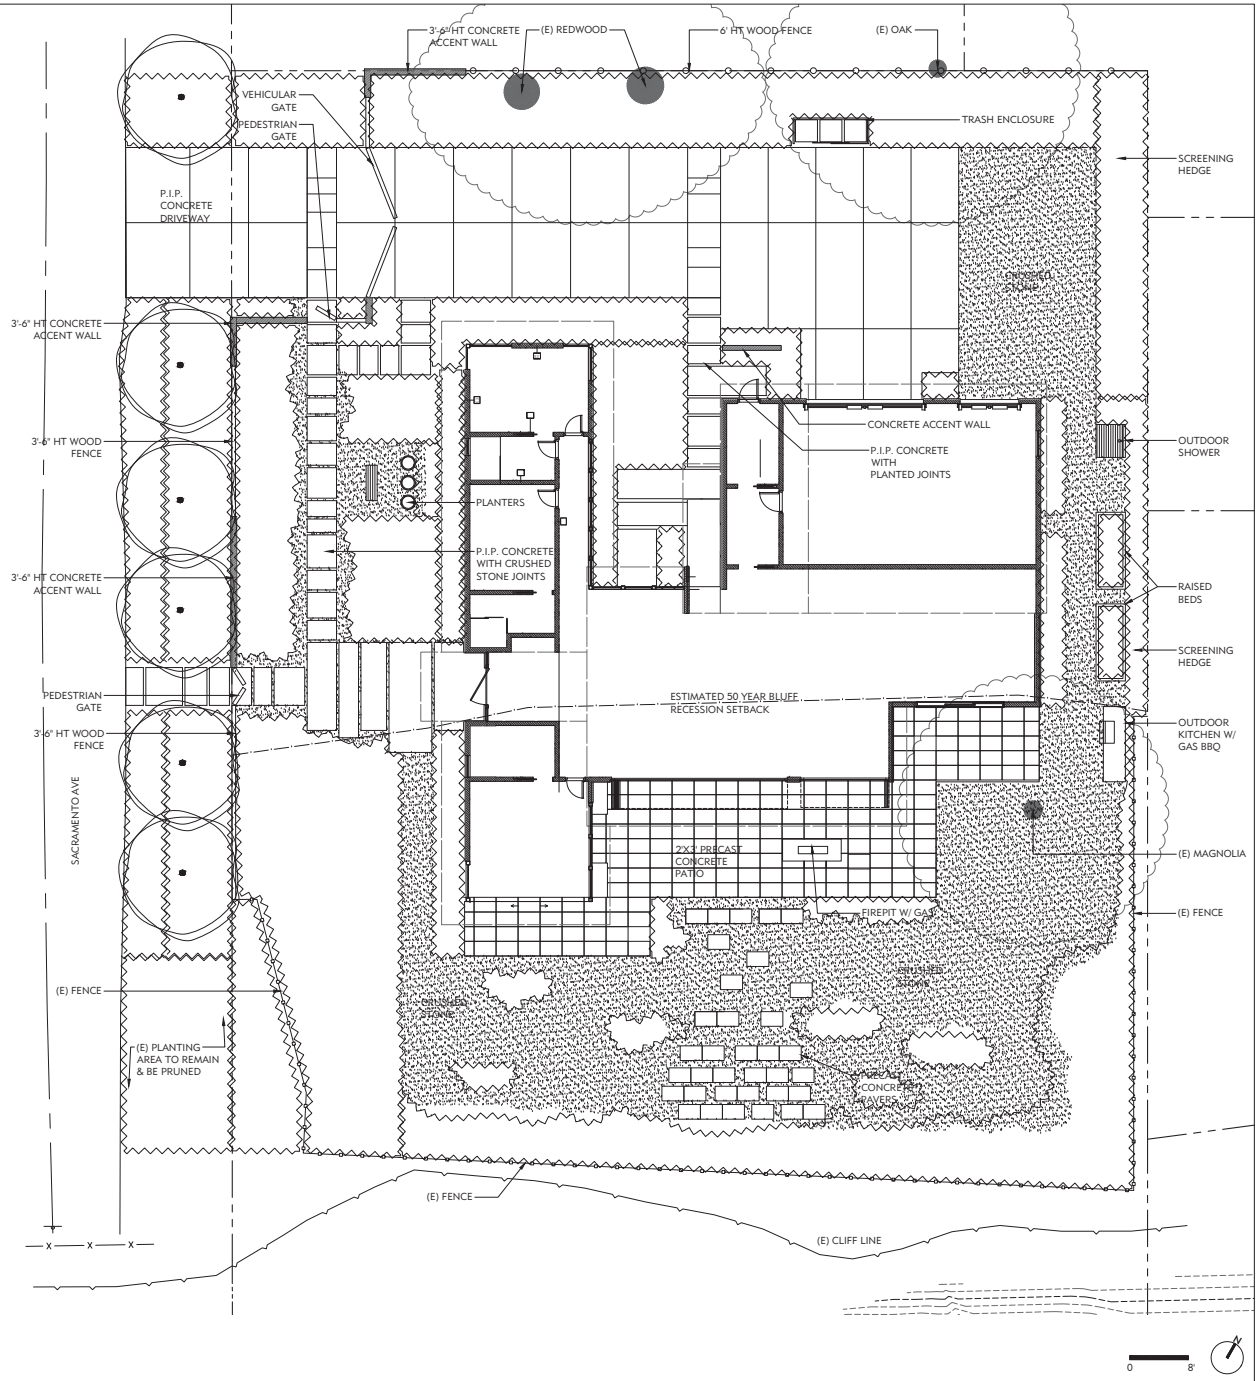 3'-6" HT CONCRETE
ACCENT WALL
(E) REDWOOD
6' HT WOOD FENCE
(E) OAK
VEHICULAR
GATE
PEDESTRIAN
GATE
TRASH ENCLOSURE
SCREENING
HEDGE
P.I.P.
CONCRETE
DRIVEWAY
CRUSHED
STONE
3'-6" HT CONCRETE
ACCENT WALL
3'-6" HT WOOD
FENCE
CONCRETE ACCENT WALL
P.I.P. CONCRETE
WITH
PLANTED JOINTS
OUTDOOR
SHOWER
PLANTERS
P.I.P. CONCRETE
WITH CRUSHED
STONE JOINTS
3'-6" HT CONCRETE
ACCENT WALL
RAISED
BEDS
SCREENING
HEDGE
PEDESTRIAN
GATE
ESTIMATED 50 YEAR BLUFF
RECESSION SETBACK
3'-6" HT WOOD
FENCE
OUTDOOR
KITCHEN W/
GAS BBQ
SACRAMENTO AVE
2'X3' PRECAST
CONCRETE
PATIO
(E) MAGNOLIA
FIREPIT W/ GAS
(E) FENCE
(E) FENCE
CRUSHED
STONE
CRUSHED
STONE
(E) PLANTING
AREA TO REMAIN
& BE PRUNED
PRECAST
CONCRETE
PAVERS
(E) FENCE
(E) CLIFF LINE
X X X
N
0 8'